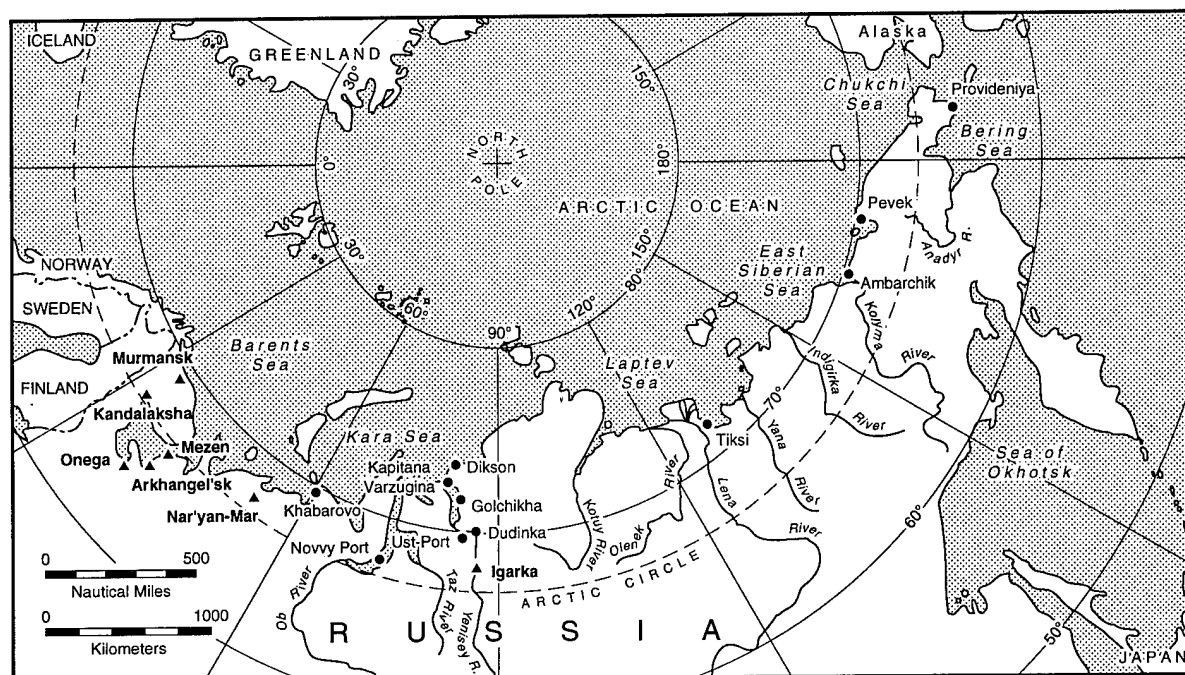 ICELAND
GREENLAND
Alaska
30°
150°
150°
Chukchi
Sea
Provideniya
Bering
Sea
NORTH
POLE
0°
180°
ARCTIC OCEAN
Pevek
Anadyr R.
30°
150°
80°
East
Siberian
Sea
Ambarchik
NORWAY
SWEDEN
60°
120°
90°
Kolyma
River
Barents
Sea
Murmansk
FINLAND
Kandalaksha
Laptev
Sea
Indigirka
River
70°
Kara Sea
Mezen
Onega
Arkhangel'sk
Nar'yan-Mar
Khabarovo
Kapitana
Varzugina
Dikson
Golchikha
Dudinka
Ust-Port
Novvy Port
Igarka
Tiksi
Yana
River
Sea of
Okhotsk
Kotuy River
Olenek
River
Lena
River
60°
0 500
Nautical Miles
0 1000
Kilometers
Ob
River
Taz River
Yenisey R.
ARCTIC CIRCLE
RUSSIA
50°
JAPAN